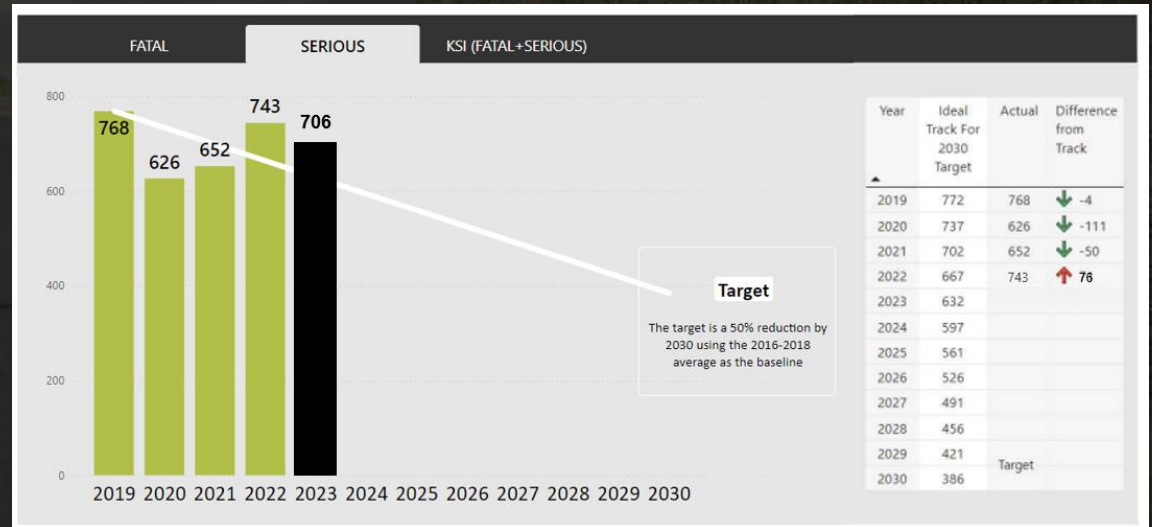 FATAL SERIOUS KSI (FATAL+SERIOUS)
800
600
400
200
0
768
626
652
743
706
2019 2020 2021 2022 2023 2024 2025 2026 2027 2028 2029 2030
Target
The target is a 50% reduction by
2030 using the 2016-2018
average as the baseline
Year Ideal Actual Difference
Track For from
2030 Track
Target
2019 772 768 -4
2020 737 626 -111
2021 702 652 -50
2022 667 743 76
2023 632
2024 597
2025 561
2026 526
2027 491
2028 456
2029 421
Target
2030 386